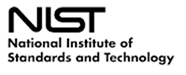 NIST
National Institute of
Standards and Technology